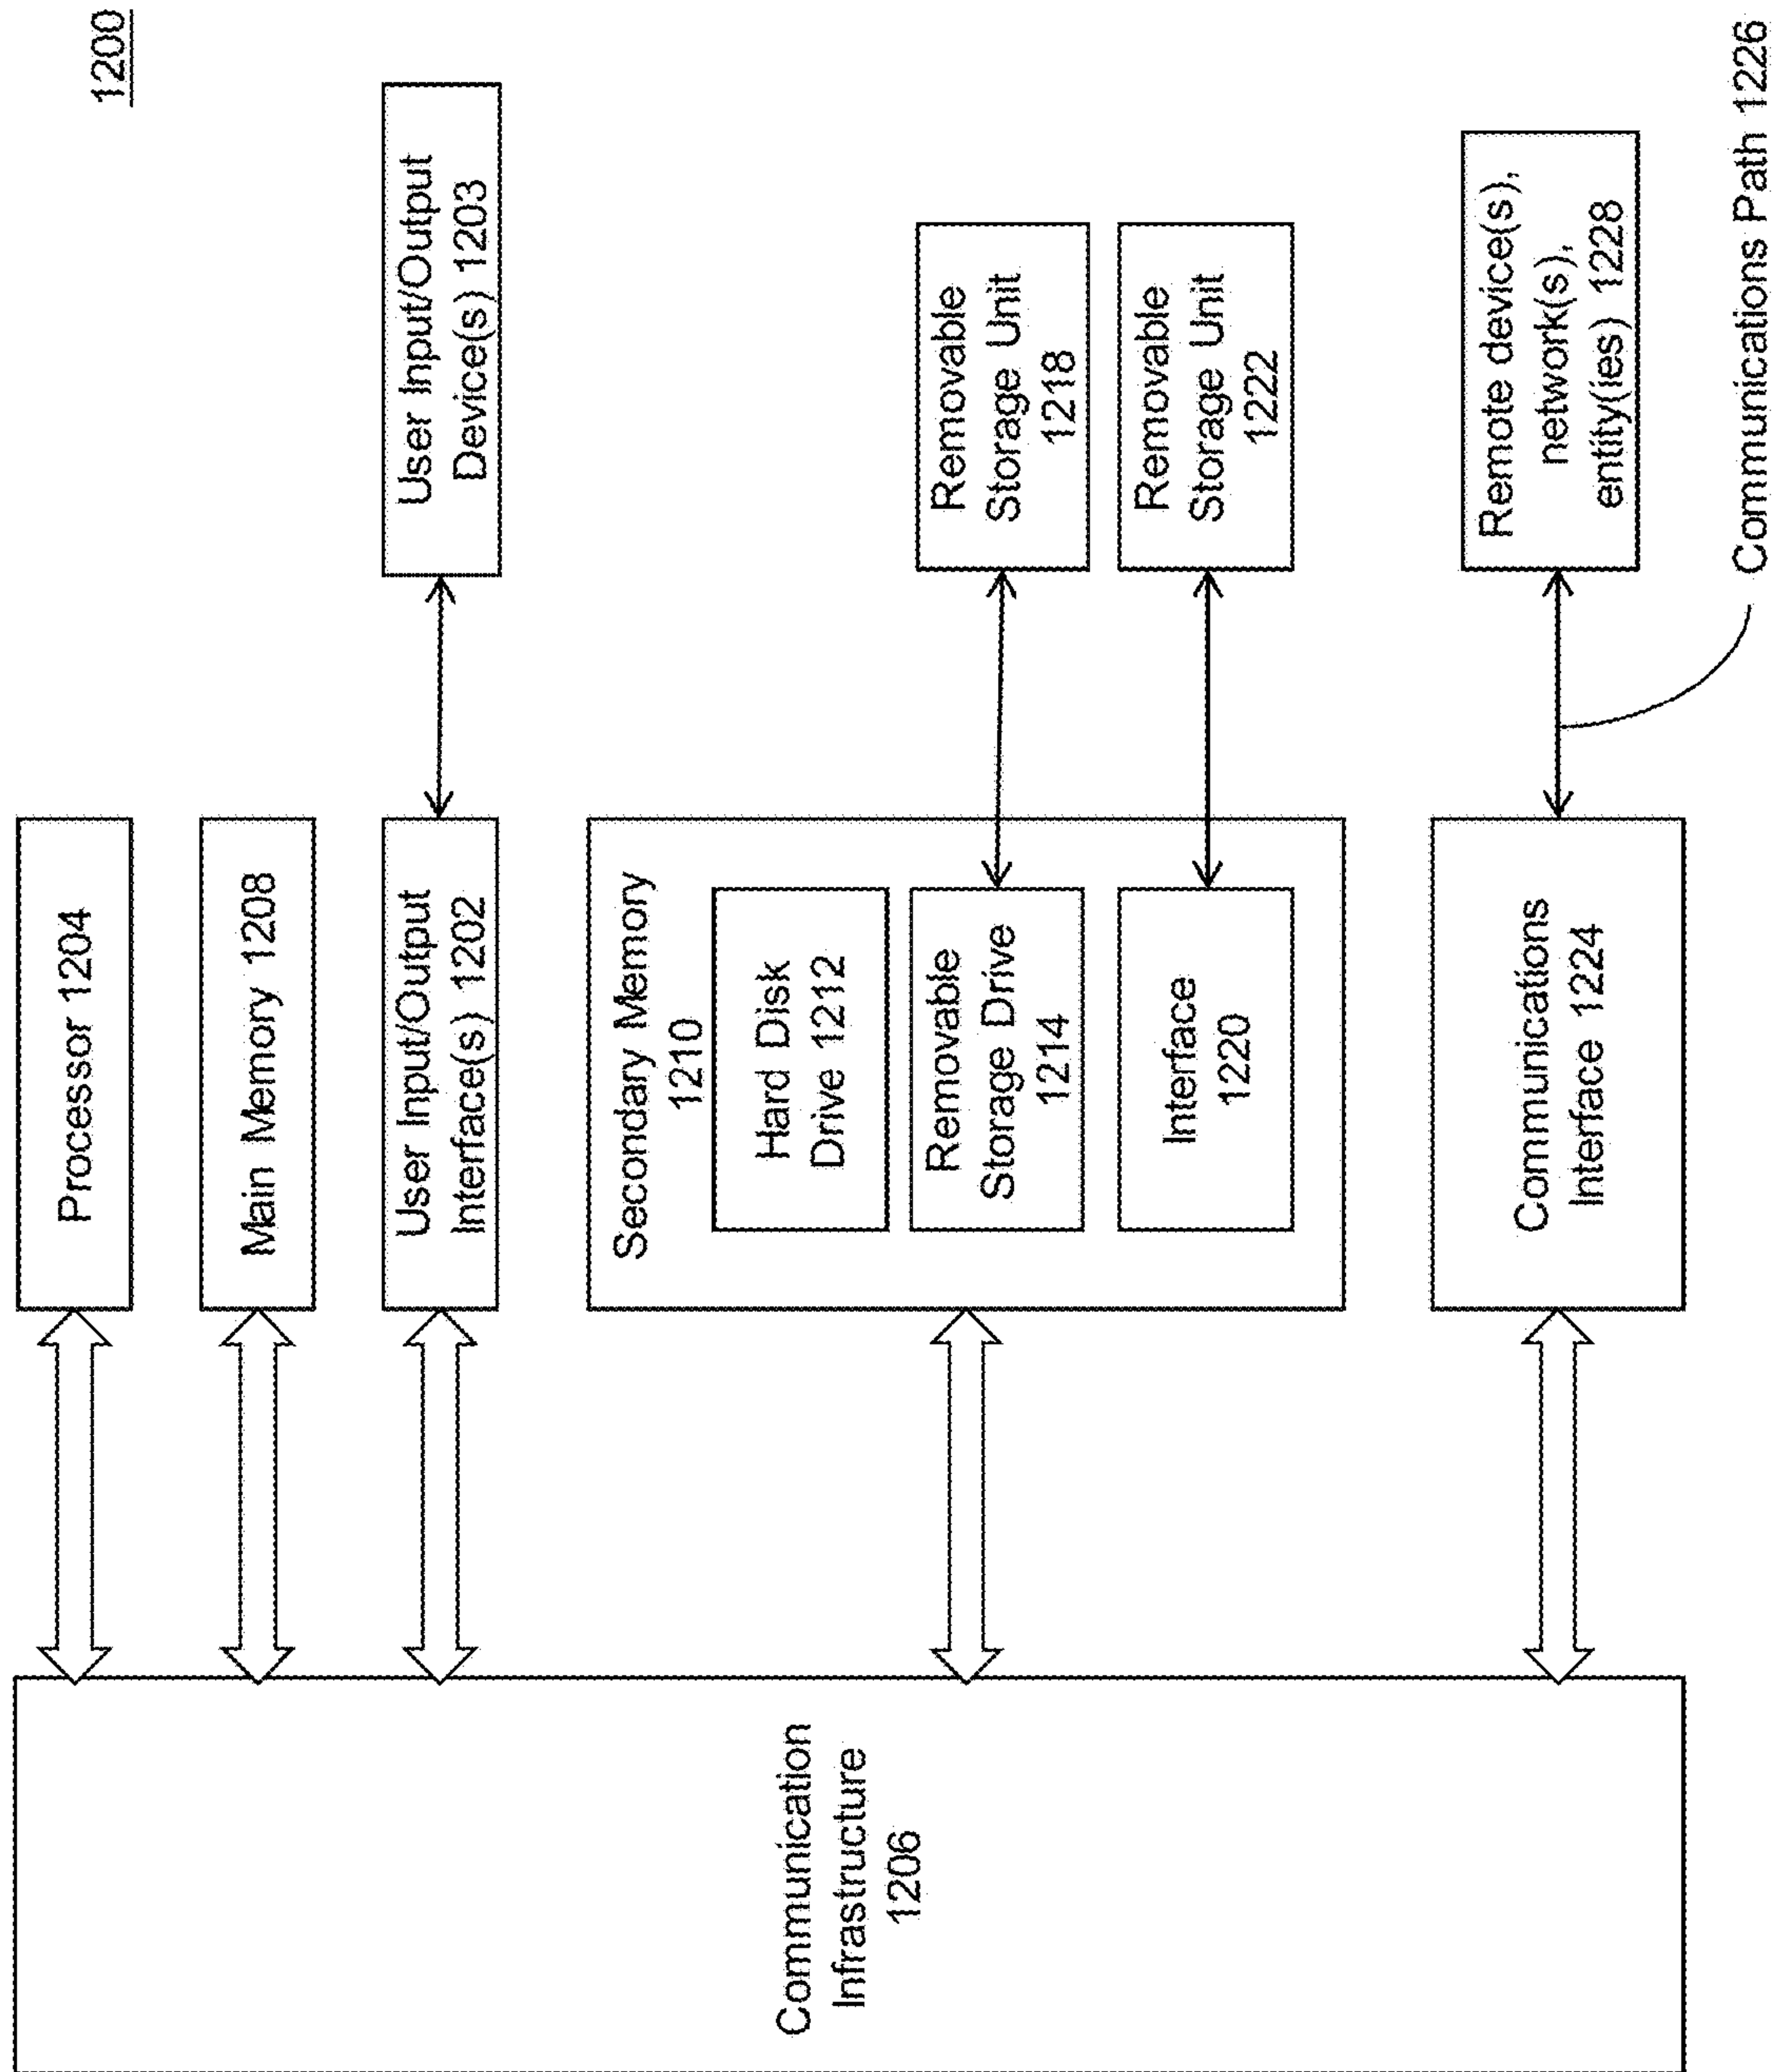 1200
Processor 1204
Main Memory 1208
User Input/Output
Interface(s) 1202
User Input/Output
Device(s) 1203
Communication
Infrastructure
1206
Secondary Memory
1210
Hard Disk
Drive 1212
Removable
Storage Drive
1214
Removable
Storage Unit
1218
Interface
1220
Removable
Storage Unit
1222
Communications
Interface 1224
Remote device(s),
network(s),
entity(ies) 1228
Communications Path 1226